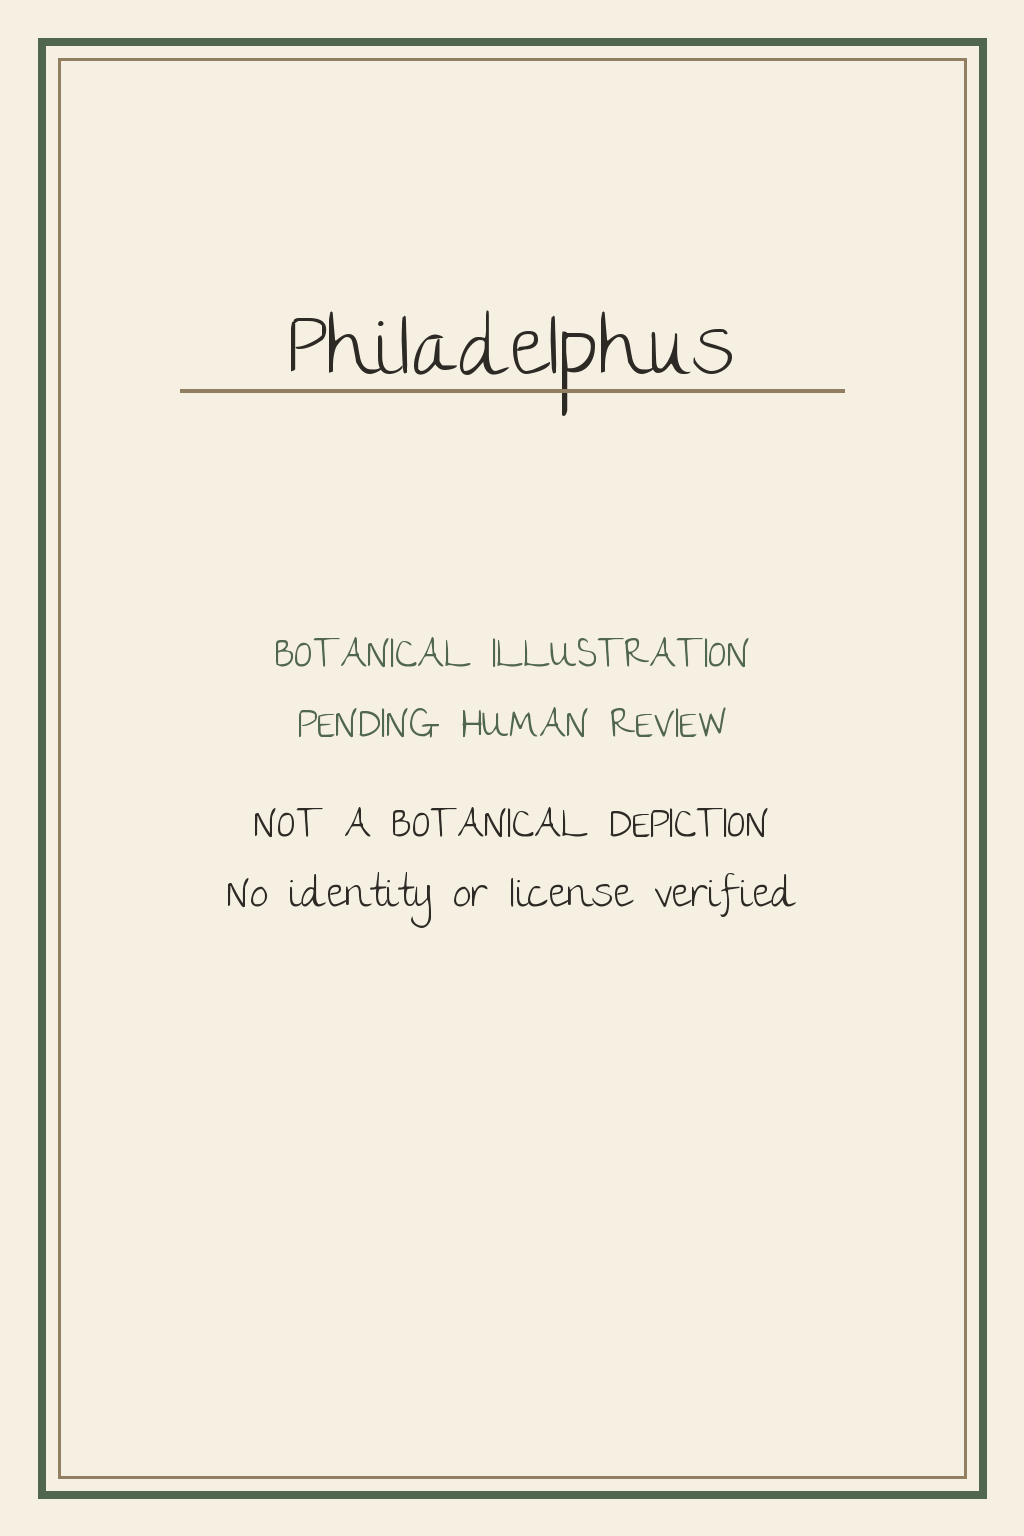 Philadelphus
BOTANICAL ILLUSTRATION
PENDING HUMAN REVIEW
NOT A BOTANICAL DEPICTION
No identity or license verified